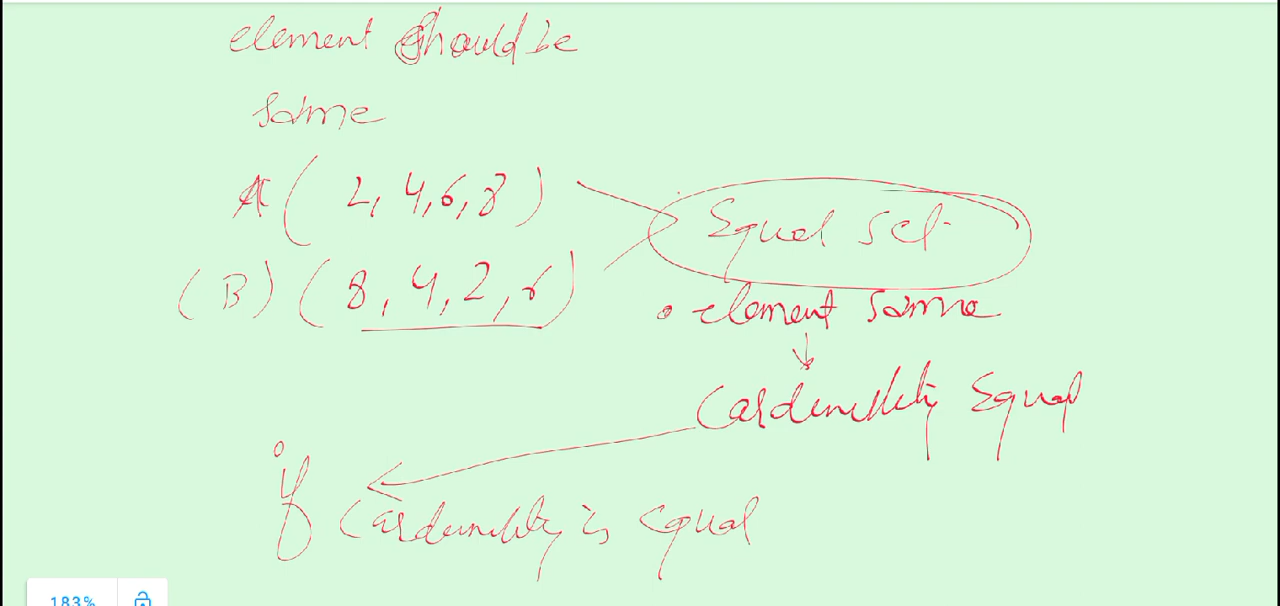 element should be
same
A ( 2, 4, 6, 8 )
Equal set
(B) ( 8, 4, 2, 6 )
• element same
Cardinality Equal
if Cardinality is equal
183%